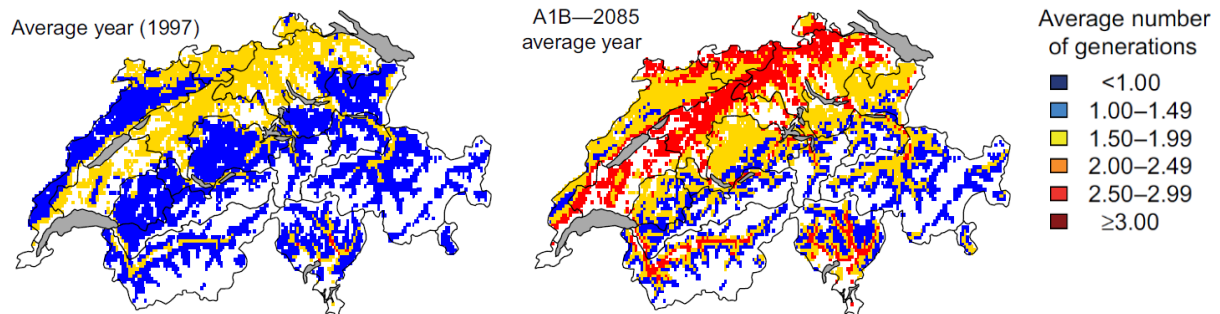 Average year (1997)
A1B—2085
average year
Average number
of generations
<1.00
1.00–1.49
1.50–1.99
2.00–2.49
2.50–2.99
≥3.00